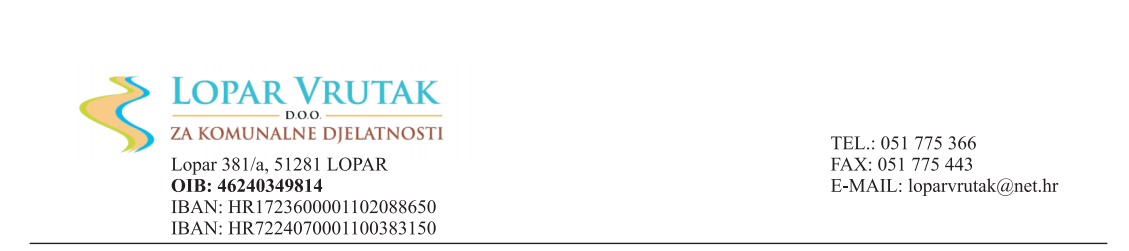 LOPAR VRUTAK
D.O.O.
ZA KOMUNALNE DJELATNOSTI
Lopar 381/a, 51281 LOPAR
OIB: 46240349814
IBAN: HR1723600001102088650
IBAN: HR7224070001100383150
TEL.: 051 775 366
FAX: 051 775 443
E-MAIL: loparvrutak@net.hr